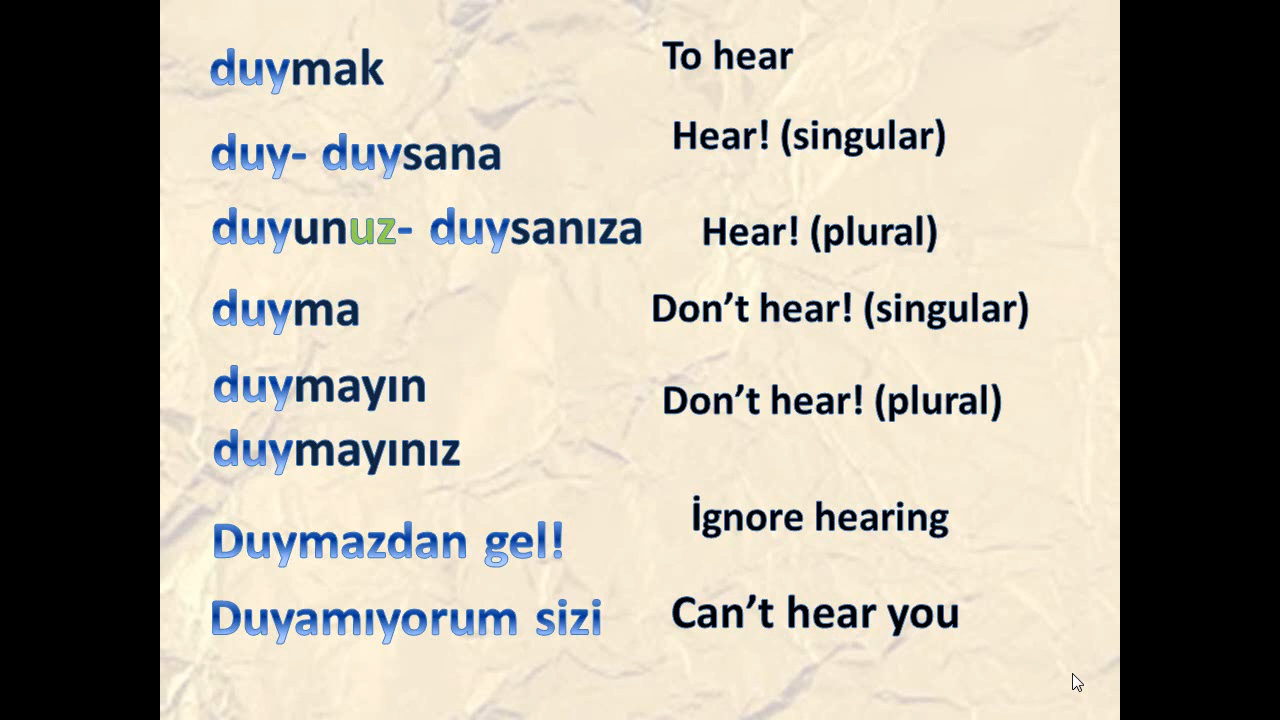 duymak To hear
duy- duysana Hear! (singular)
duyunuz- duysanıza Hear! (plural)
duyma Don’t hear! (singular)
duymayın Don’t hear! (plural)
duymayınız
Duymazdan gel! İgnore hearing
Duyamıyorum sizi Can’t hear you